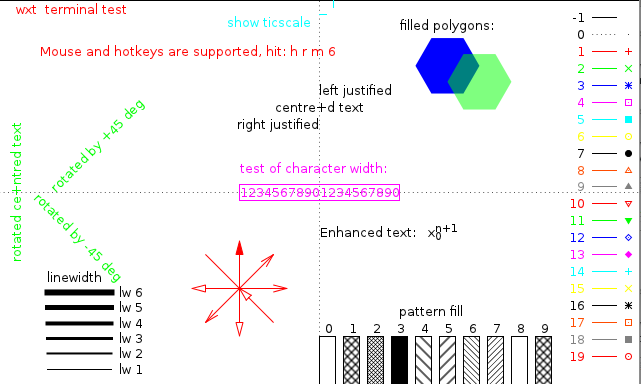 wxt  terminal test
show ticscale
filled polygons:
Mouse and hotkeys are supported, hit: h r m 6
left justified
centre+d text
right justified
rotated ce+ntred text
rotated by +45 deg
rotated by -45 deg
test of character width:
12345678901234567890
Enhanced text:   x₀ⁿ⁺¹
linewidth
lw 6
lw 5
lw 4
lw 3
lw 2
lw 1
pattern fill
0 1 2 3 4 5 6 7 8 9
-1
0
1
2
3
4
5
6
7
8
9
10
11
12
13
14
15
16
17
18
19